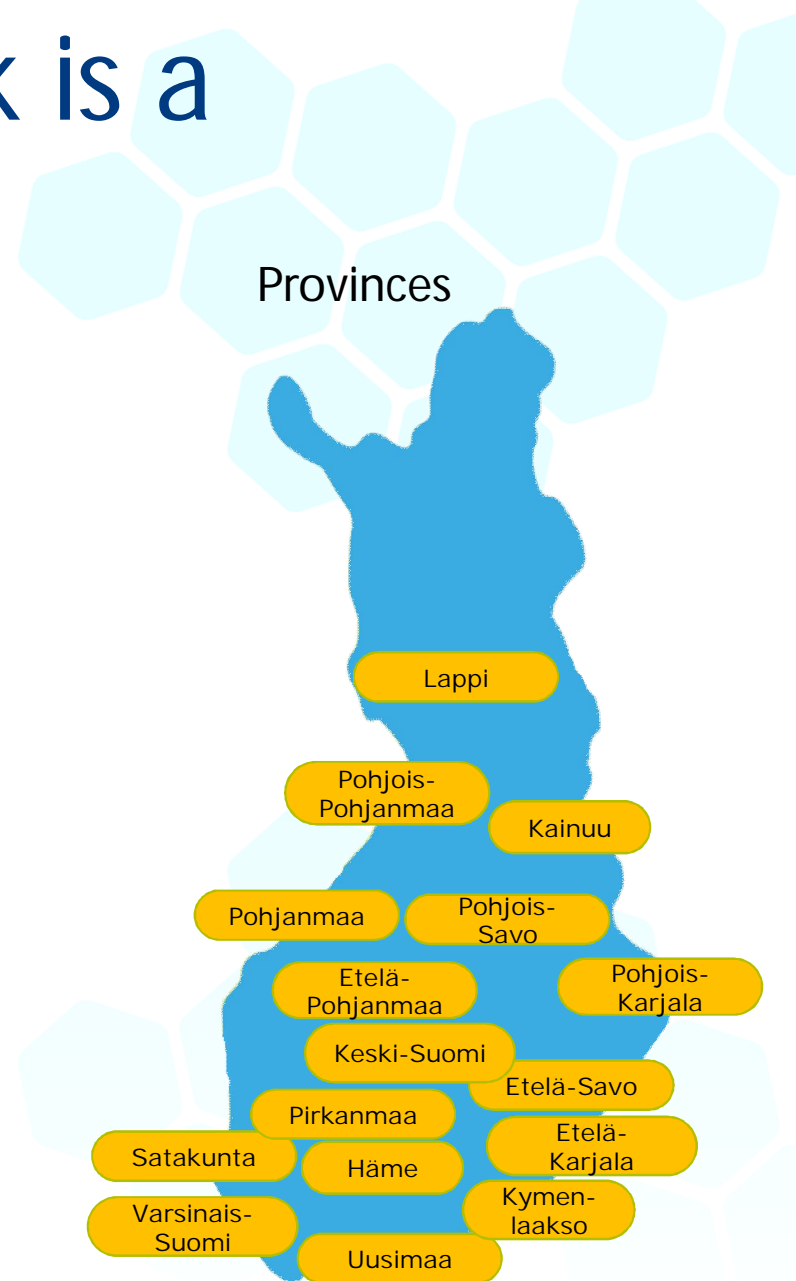 k is a
Provinces
Lappi
Pohjois-
Pohjanmaa
Kainuu
Pohjanmaa
Pohjois-
Savo
Etelä-
Pohjanmaa
Pohjois-
Karjala
Keski-Suomi
Etelä-Savo
Pirkanmaa
Etelä-
Karjala
Satakunta
Häme
Kymen-
laakso
Varsinais-
Suomi
Uusimaa